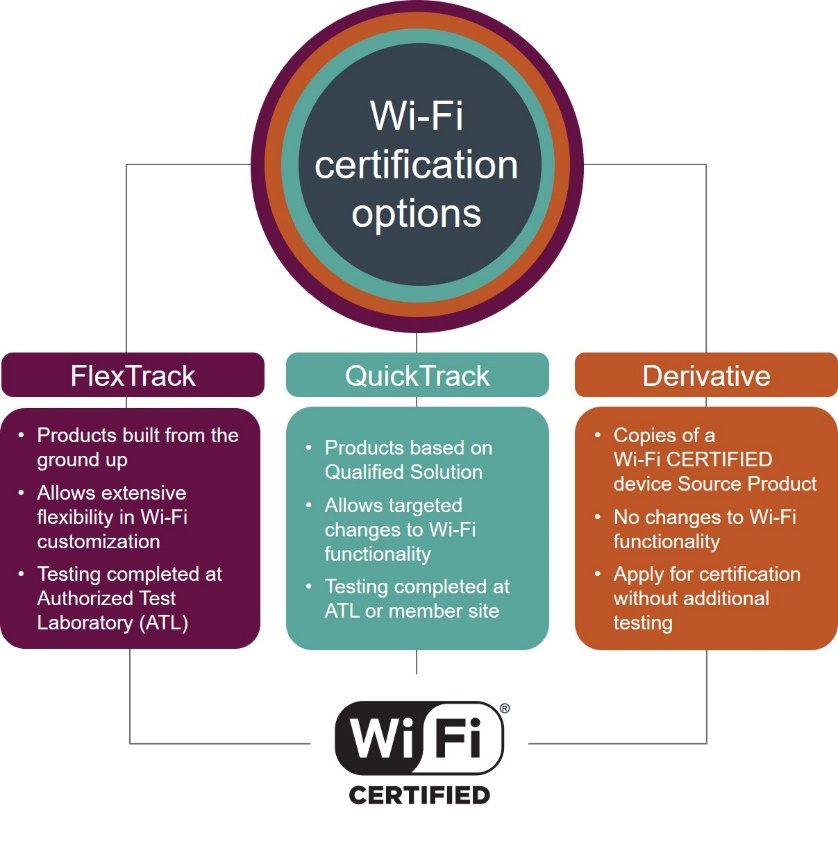 Wi-Fi
certification
options
FlexTrack
• Products built from the
ground up
• Allows extensive
flexibility in Wi-Fi
customization
• Testing completed at
Authorized Test
Laboratory (ATL)
QuickTrack
• Products based on
Qualified Solution
• Allows targeted
changes to Wi-Fi
functionality
• Testing completed at
ATL or member site
Derivative
• Copies of a
Wi-Fi CERTIFIED
device Source Product
• No changes to Wi-Fi
functionality
• Apply for certification
without additional
testing
Wi Fi ®
CERTIFIED